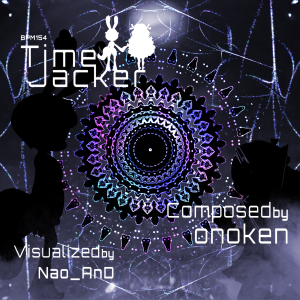 BPM154
Time
Jacker
Composed by
onoken
Visualized by
Nao_AnD